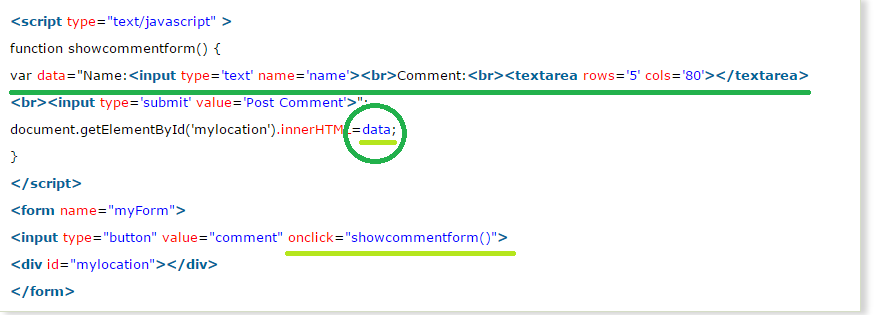 <script type="text/javascript" >
function showcommentform() {
var data="Name:<input type='text' name='name'><br>Comment:<br><textarea rows='5' cols='80'></textarea>
<br><input type='submit' value='Post Comment'>";
document.getElementById('mylocation').innerHTML=data;
}
</script>
<form name="myForm">
<input type="button" value="comment" onclick="showcommentform()">
<div id="mylocation"></div>
</form>